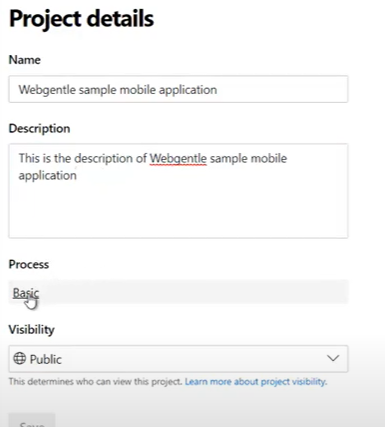 Project details
Name
Webgentle sample mobile application
Description
This is the description of Webgentle sample mobile
application
Process
Basic
Visibility
Public
This determines who can view this project. Learn more about project visibility.
Save